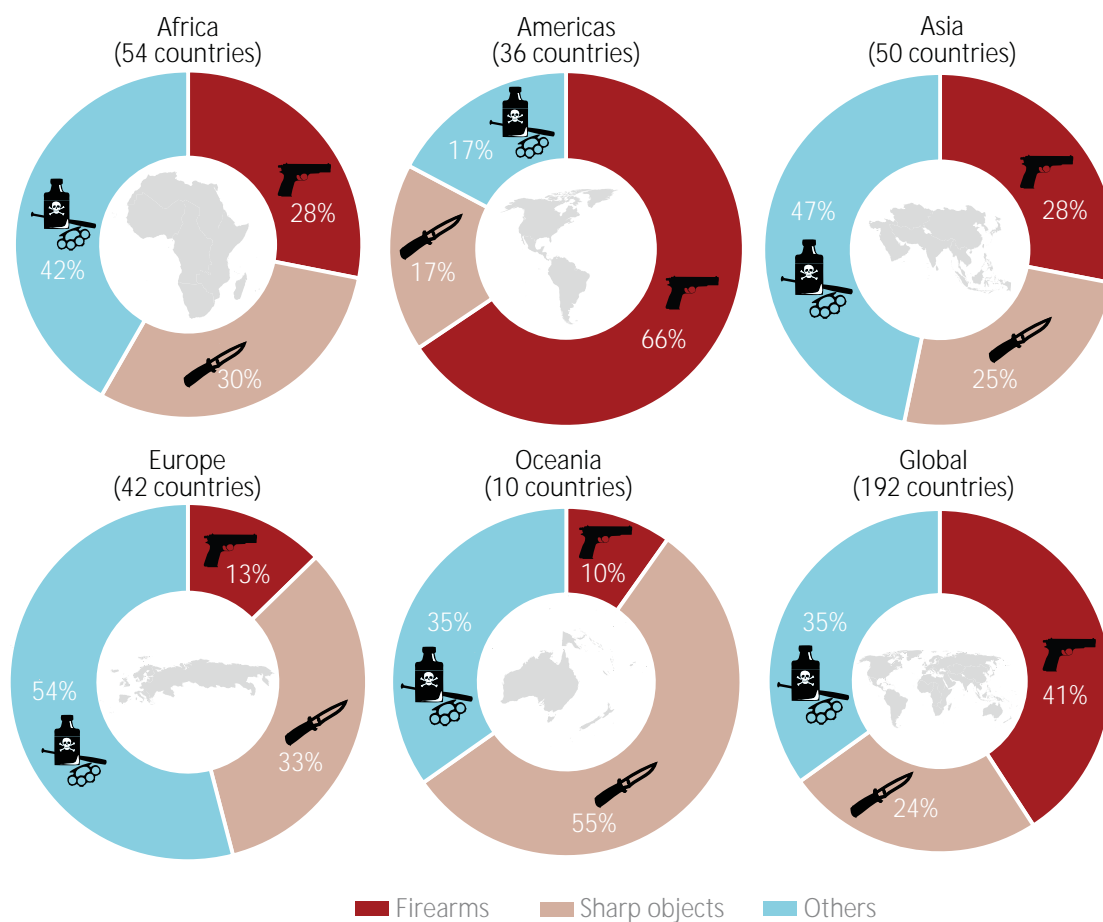 Africa
(54 countries)
Americas
(36 countries)
Asia
(50 countries)
28%
30%
42%
17%
17%
66%
47%
28%
25%
Europe
(42 countries)
Oceania
(10 countries)
Global
(192 countries)
13%
54%
33%
10%
35%
55%
35%
41%
24%
Firearms
Sharp objects
Others